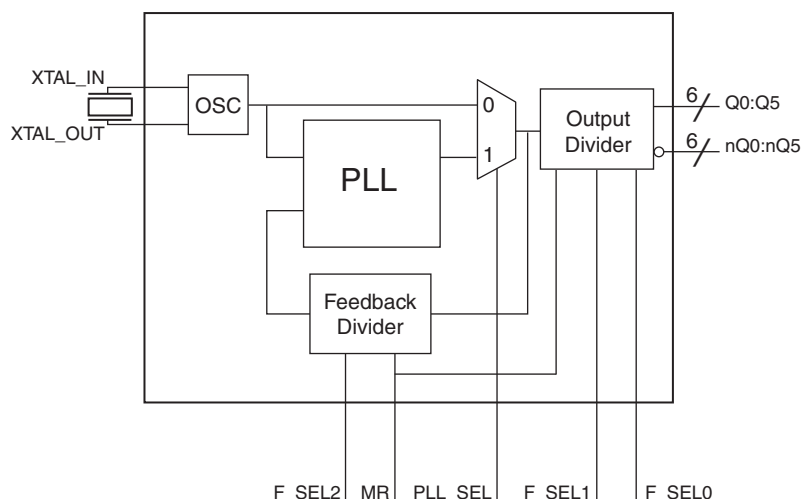 XTAL_IN
XTAL_OUT
OSC
0
1
PLL
Output
Divider
6
Q0:Q5
6
nQ0:nQ5
Feedback
Divider
F_SEL2 MR PLL_SEL F_SEL1 F_SEL0